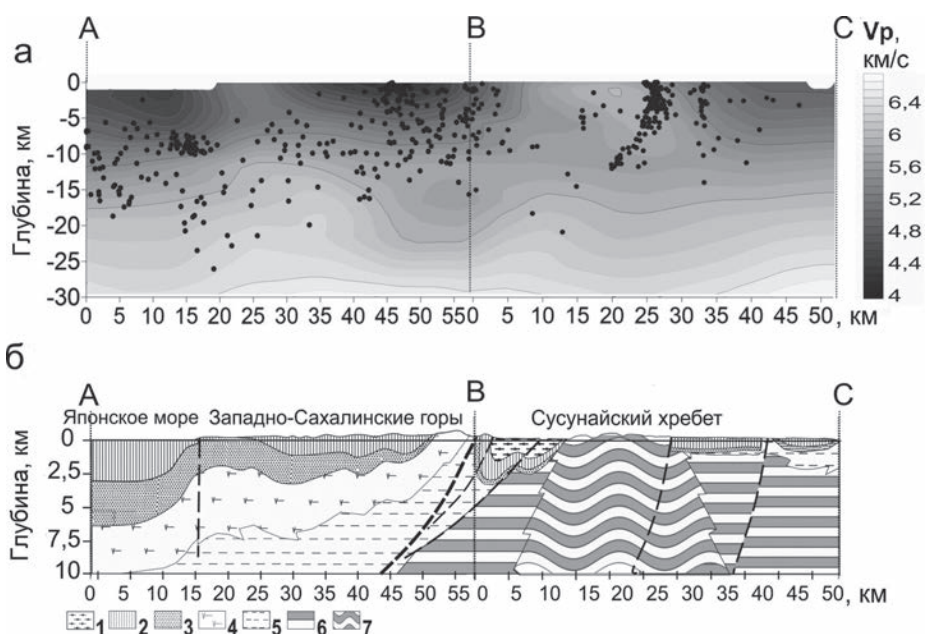 А В С
а
Vp,
км/с
6,4
6
5,6
5,2
4,8
4,4
4
Глубина, км
0
-5
-10
-15
-20
-25
-30
0 5 10 15 20 25 30 35 40 45 50 55 0 5 10 15 20 25 30 35 40 45 50 , км
б
А В С
Японское море Западно-Сахалинские горы Сусунайский хребет
Глубина, км
0
2,5
5
7,5
10
0 5 10 15 20 25 30 35 40 45 50 55 0 5 10 15 20 25 30 35 40 45 50 , км
1 2 3 4 5 6 7